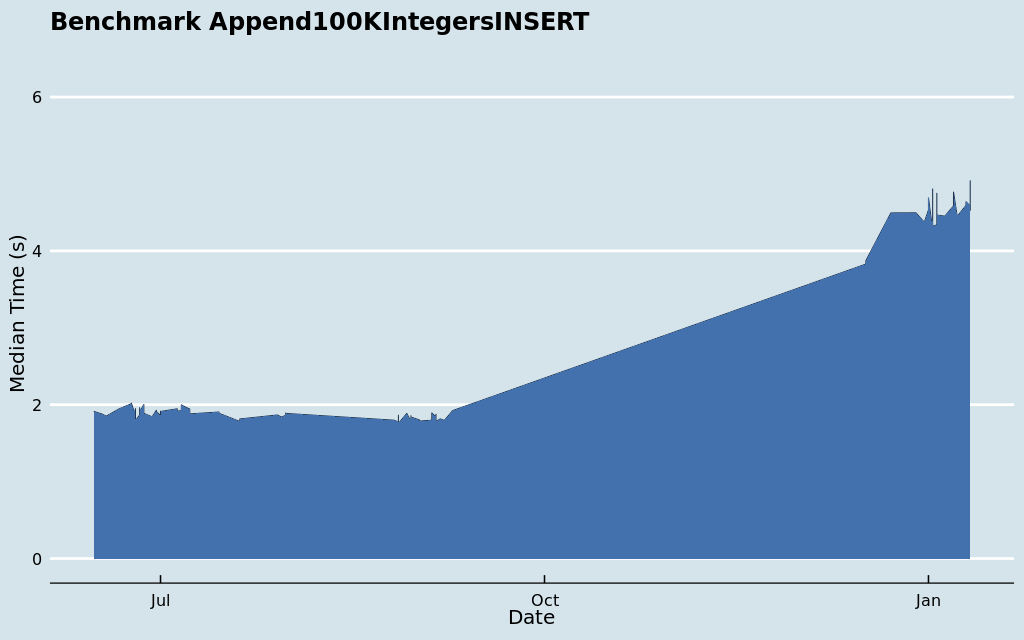 Benchmark Append100KIntegersINSERT
6
4
2
0
Median Time (s)
Jul
Oct
Jan
Date